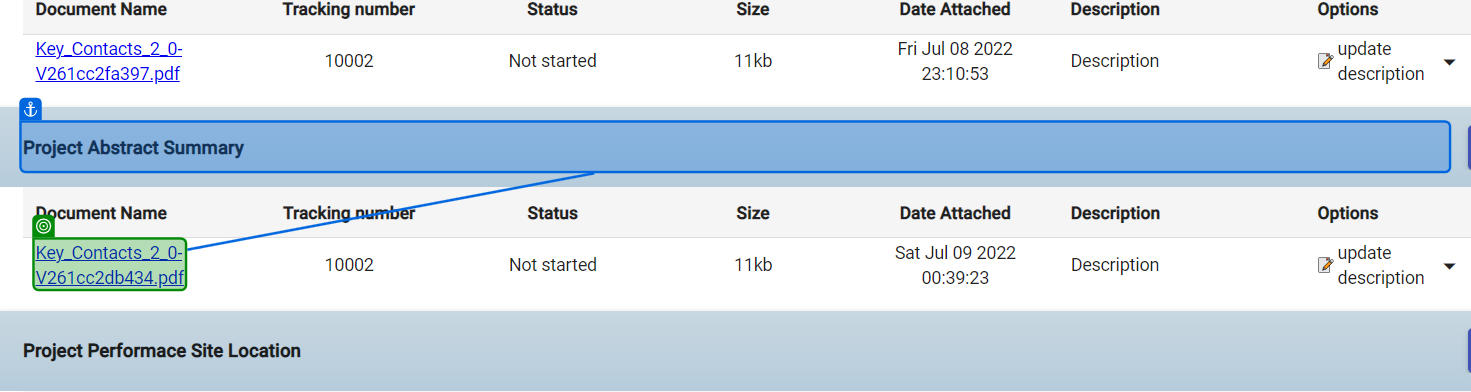 Document Name Tracking number Status Size Date Attached Description Options
Key_Contacts_2_0-V261cc2fa397.pdf 10002 Not started 11kb Fri Jul 08 2022 23:10:53 Description update description
Project Abstract Summary
Document Name Tracking number Status Size Date Attached Description Options
Key_Contacts_2_0-V261cc2db434.pdf 10002 Not started 11kb Sat Jul 09 2022 00:39:23 Description update description
Project Performace Site Location